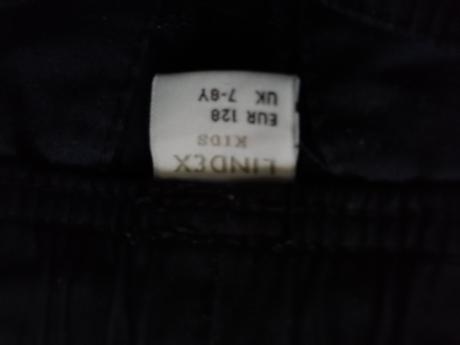 LINDEX
KIDS
EUR 128
UK 7-8Y